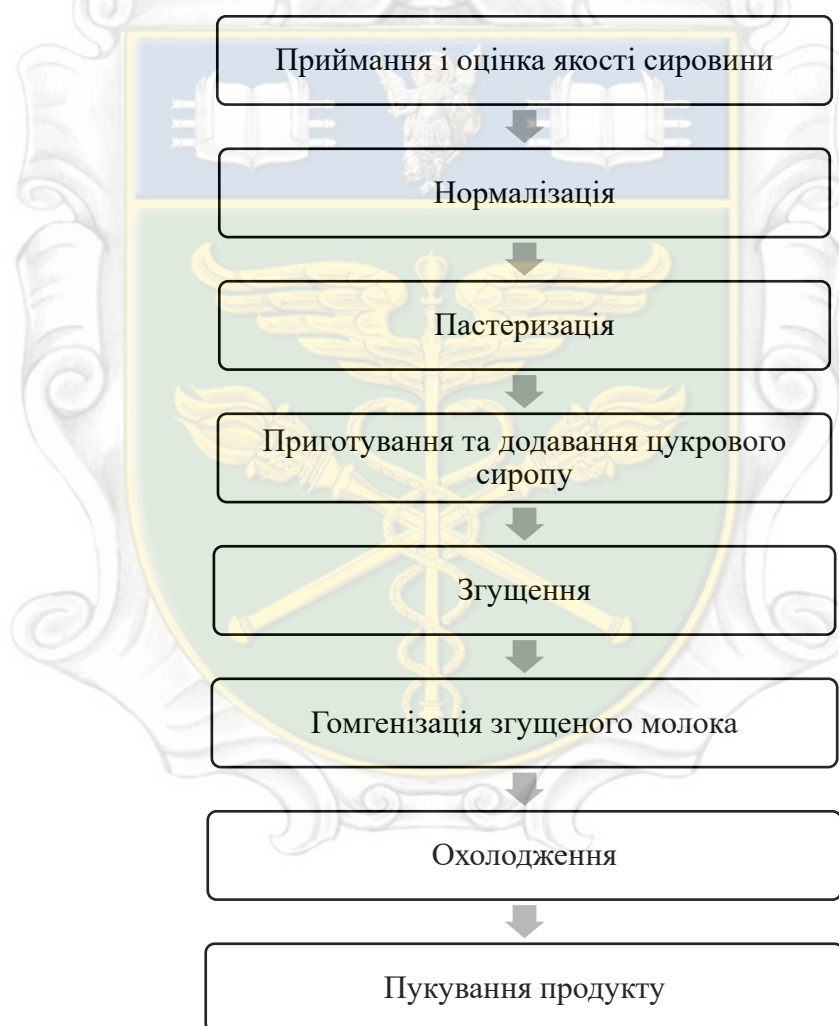 Приймання і оцінка якості сировини
Нормалізація
Пастеризація
Приготування та додавання цукрового
сиропу
Згущення
Гомгенізація згущеного молока
Охолодження
Пукування продукту